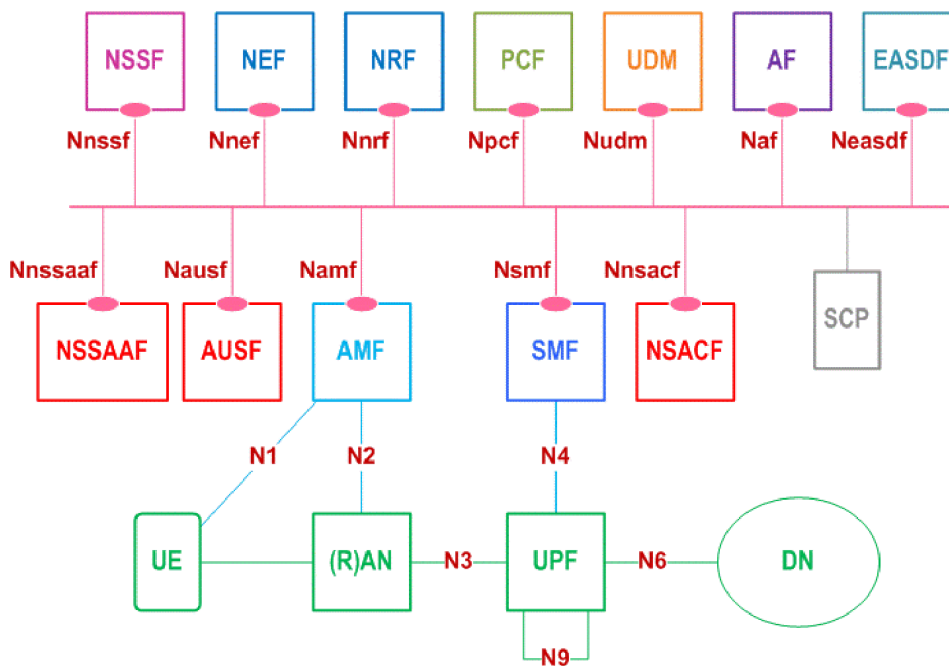 NSSF NEF NRF PCF UDM AF EASDF
Nnssf Nnef Nnrf Npcf Nudm Naf Neasdf
Nnssaaf Nausf Namf Nsmf Nnsacf
NSSAAF AUSF AMF SMF NSACF SCP
N1 N2 N4
UE (R)AN N3 UPF N6 DN
N9